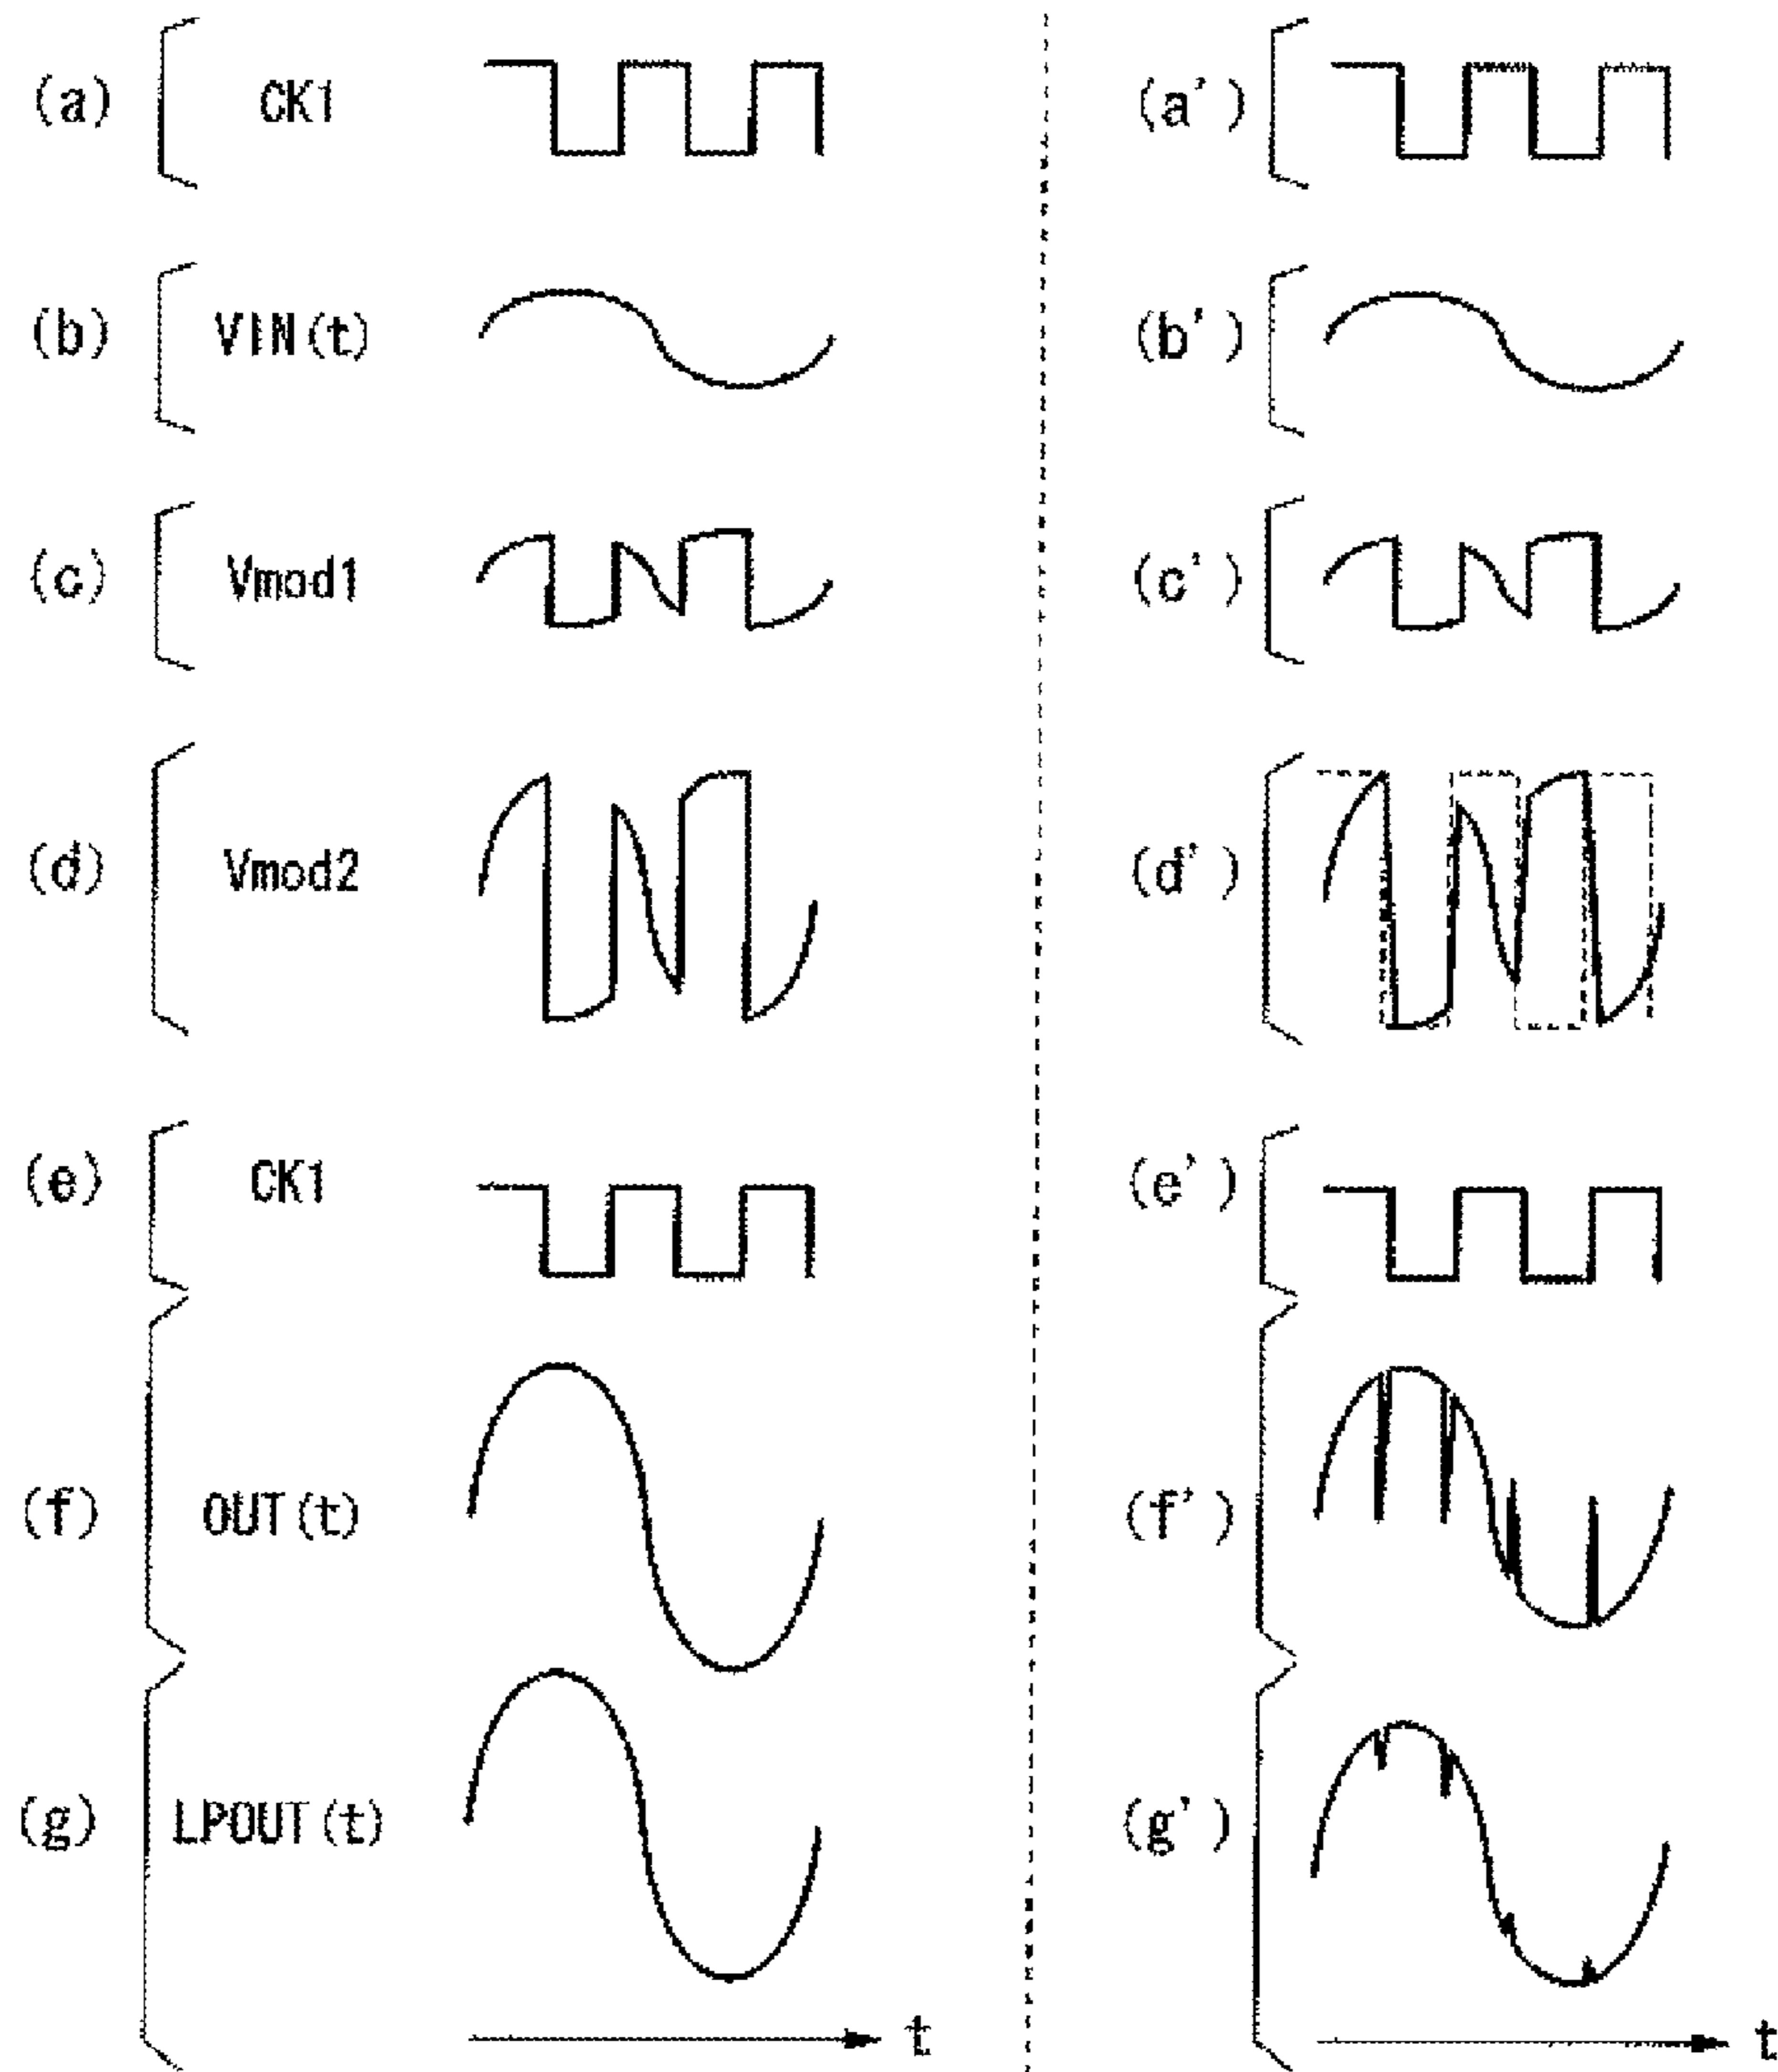 (a) CK1 (a')
(b) VIN(t) (b')
(c) Vmod1 (c')
(d) Vmod2 (d')
(e) CK1 (e')
(f) OUT(t) (f')
(g) LPOUT(t) (g')
t t